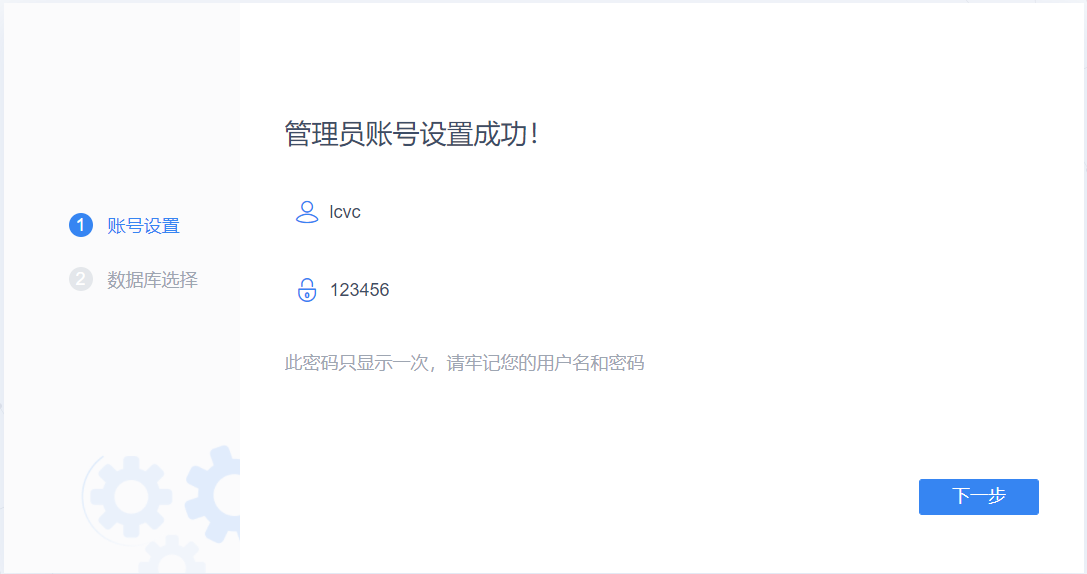 管理员账号设置成功！
lcvc
1 账号设置
2 数据库选择
123456
此密码只显示一次，请牢记您的用户名和密码
下一步